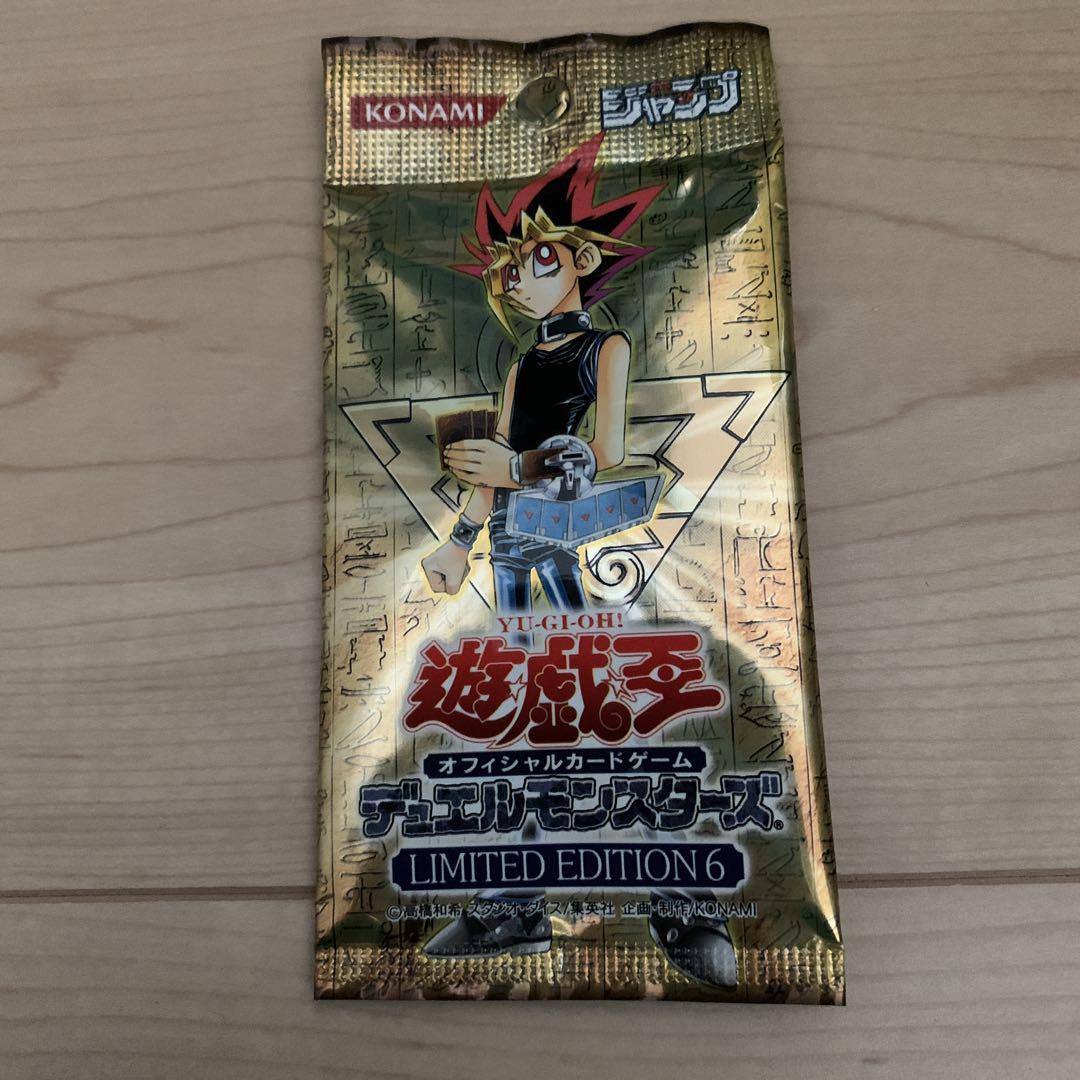 KONAMI
ジャンプ
YU-GI-OH!
遊戯王
オフィシャルカードゲーム
デュエルモンスターズ®
LIMITED EDITION 6
©高橋和希 スタジオ・ダイス/集英社 企画・制作/KONAMI